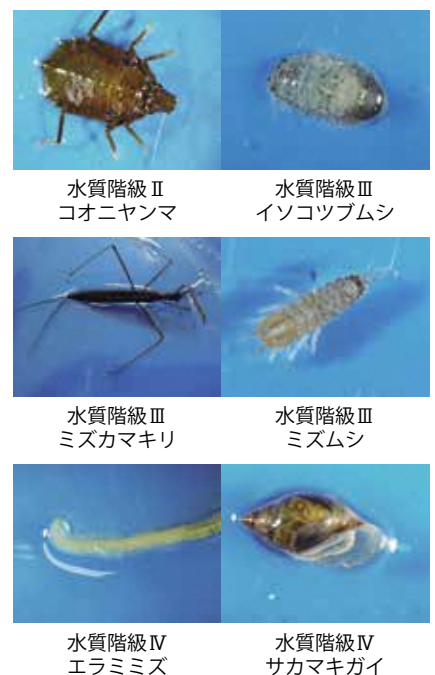 水質階級Ⅱ
コオニヤンマ
水質階級Ⅲ
イソコツブムシ
水質階級Ⅲ
ミズカマキリ
水質階級Ⅲ
ミズムシ
水質階級Ⅳ
エラミミズ
水質階級Ⅳ
サカマキガイ